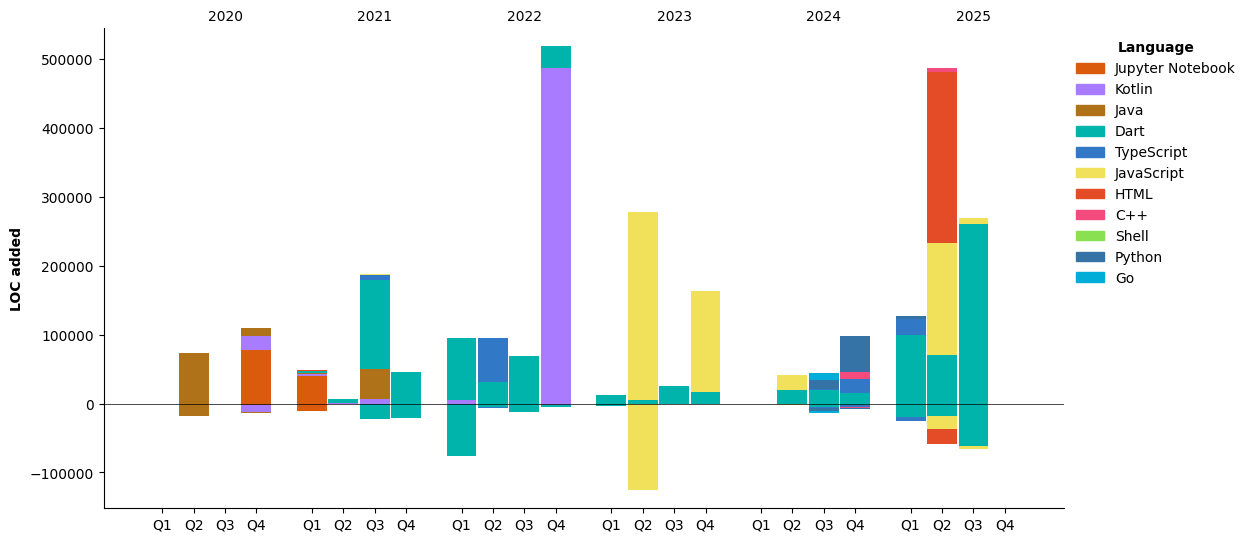 2020 2021 2022 2023 2024 2025
Language
Jupyter Notebook
Kotlin
Java
Dart
TypeScript
JavaScript
HTML
C++
Shell
Python
Go
LOC added
500000
400000
300000
200000
100000
0
−100000
Q1 Q2 Q3 Q4 Q1 Q2 Q3 Q4 Q1 Q2 Q3 Q4 Q1 Q2 Q3 Q4 Q1 Q2 Q3 Q4 Q1 Q2 Q3 Q4